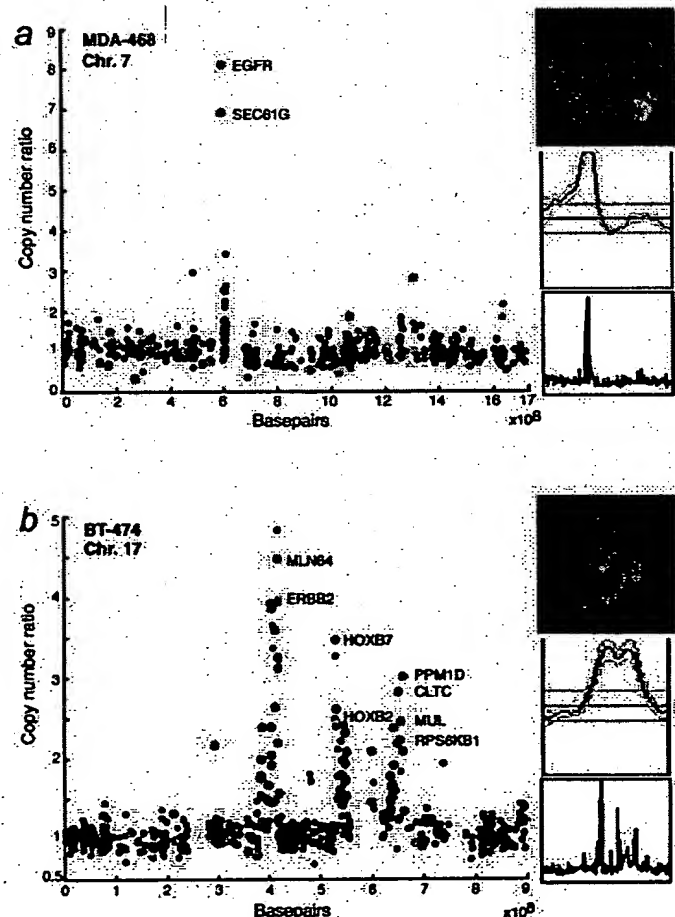 a
MDA-468
Chr. 7
EGFR
SEC61G
Copy number ratio
9
8
7
6
5
4
3
2
1
0
0 2 4 6 8 10 12 14 16 17
Basepairs
x10⁸
b
BT-474
Chr. 17
MLN64
ERBB2
HOXB7
PPM1D
CLTC
HOXB2
MUL
RPS6KB1
Copy number ratio
5
4
3
2
1
0.5
0 1 2 3 4 5 6 7 8 9
Basepairs
x10⁸